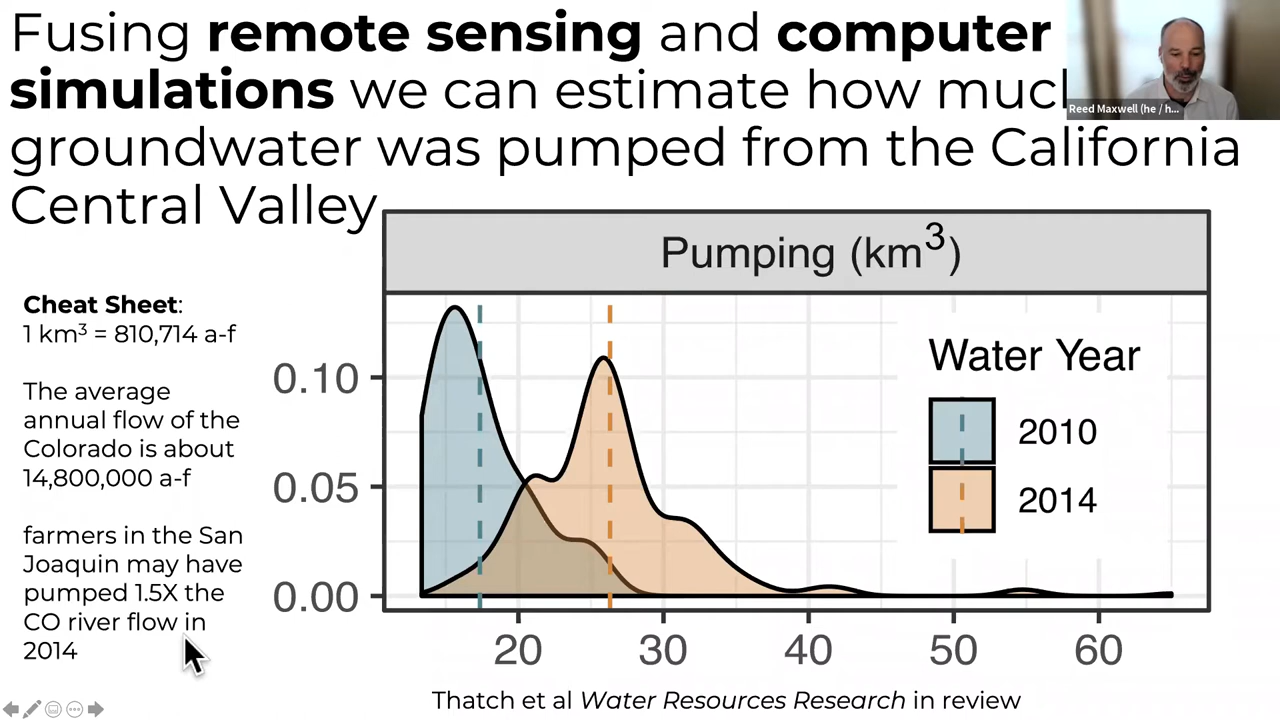 Fusing remote sensing and computer
simulations we can estimate how much
groundwater was pumped from the California
Central Valley
Reed Maxwell (he / h...
Pumping (km³)
Cheat Sheet:
1 km³ = 810,714 a-f
The average
annual flow of the
Colorado is about
14,800,000 a-f
farmers in the San
Joaquin may have
pumped 1.5X the
CO river flow in
2014
0.10
0.05
0.00
20 30 40 50 60
Water Year
2010
2014
Thatch et al Water Resources Research in review